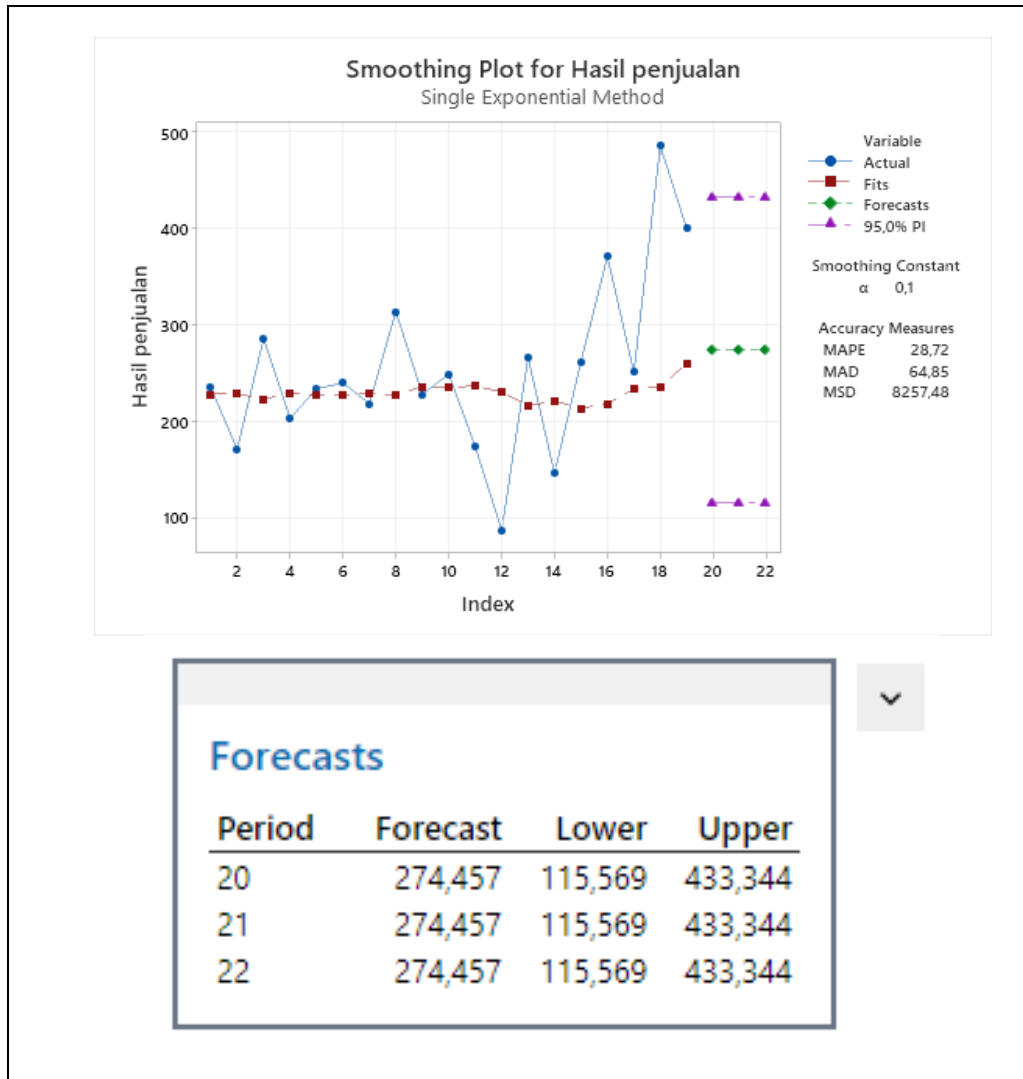 Smoothing Plot for Hasil penjualan
Single Exponential Method
500
400
300
200
100
Hasil penjualan
2 4 6 8 10 12 14 16 18 20 22
Index
Variable
Actual
Fits
Forecasts
95,0% PI
Smoothing Constant
α 0,1
Accuracy Measures
MAPE 28,72
MAD 64,85
MSD 8257,48
Forecasts
Period Forecast Lower Upper
20 274,457 115,569 433,344
21 274,457 115,569 433,344
22 274,457 115,569 433,344